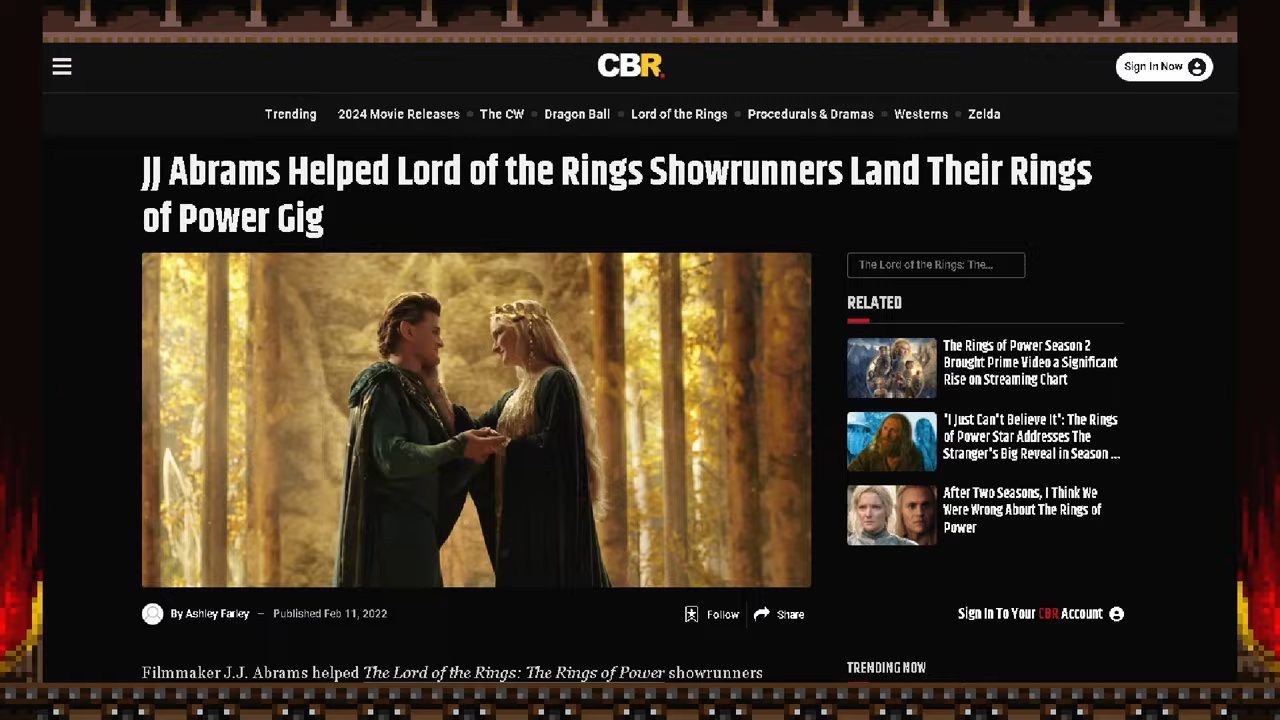 CBR.
Sign In Now
Trending
2024 Movie Releases
The CW
Dragon Ball
Lord of the Rings
Procedurals & Dramas
Westerns
Zelda
JJ Abrams Helped Lord of the Rings Showrunners Land Their Rings
of Power Gig
The Lord of the Rings: The...
RELATED
The Rings of Power Season 2
Brought Prime Video a Significant
Rise on Streaming Chart
"I Just Can't Believe It": The Rings
of Power Star Addresses The
Stranger's Big Reveal in Season ...
After Two Seasons, I Think We
Were Wrong About The Rings of
Power
By Ashley Farley – Published Feb 11, 2022
Follow
Share
Sign In To Your CBR Account
Filmmaker J.J. Abrams helped The Lord of the Rings: The Rings of Power showrunners
TRENDING NOW